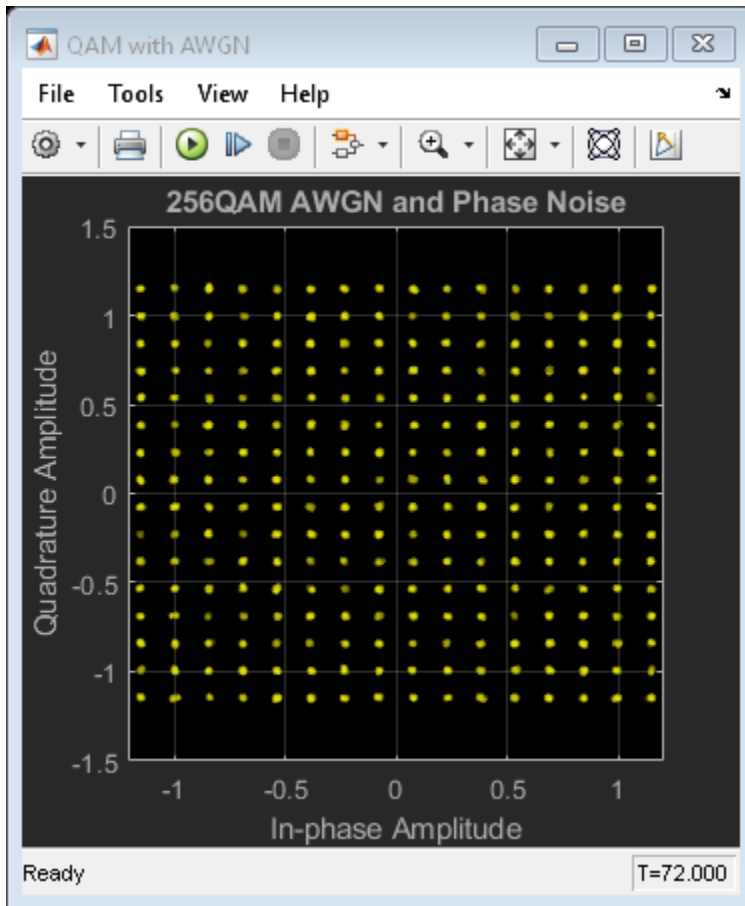 QAM with AWGN
File Tools View Help
256QAM AWGN and Phase Noise
1.5
1
0.5
0
-0.5
-1
-1.5
Quadrature Amplitude
-1 -0.5 0 0.5 1
In-phase Amplitude
Ready T=72.000